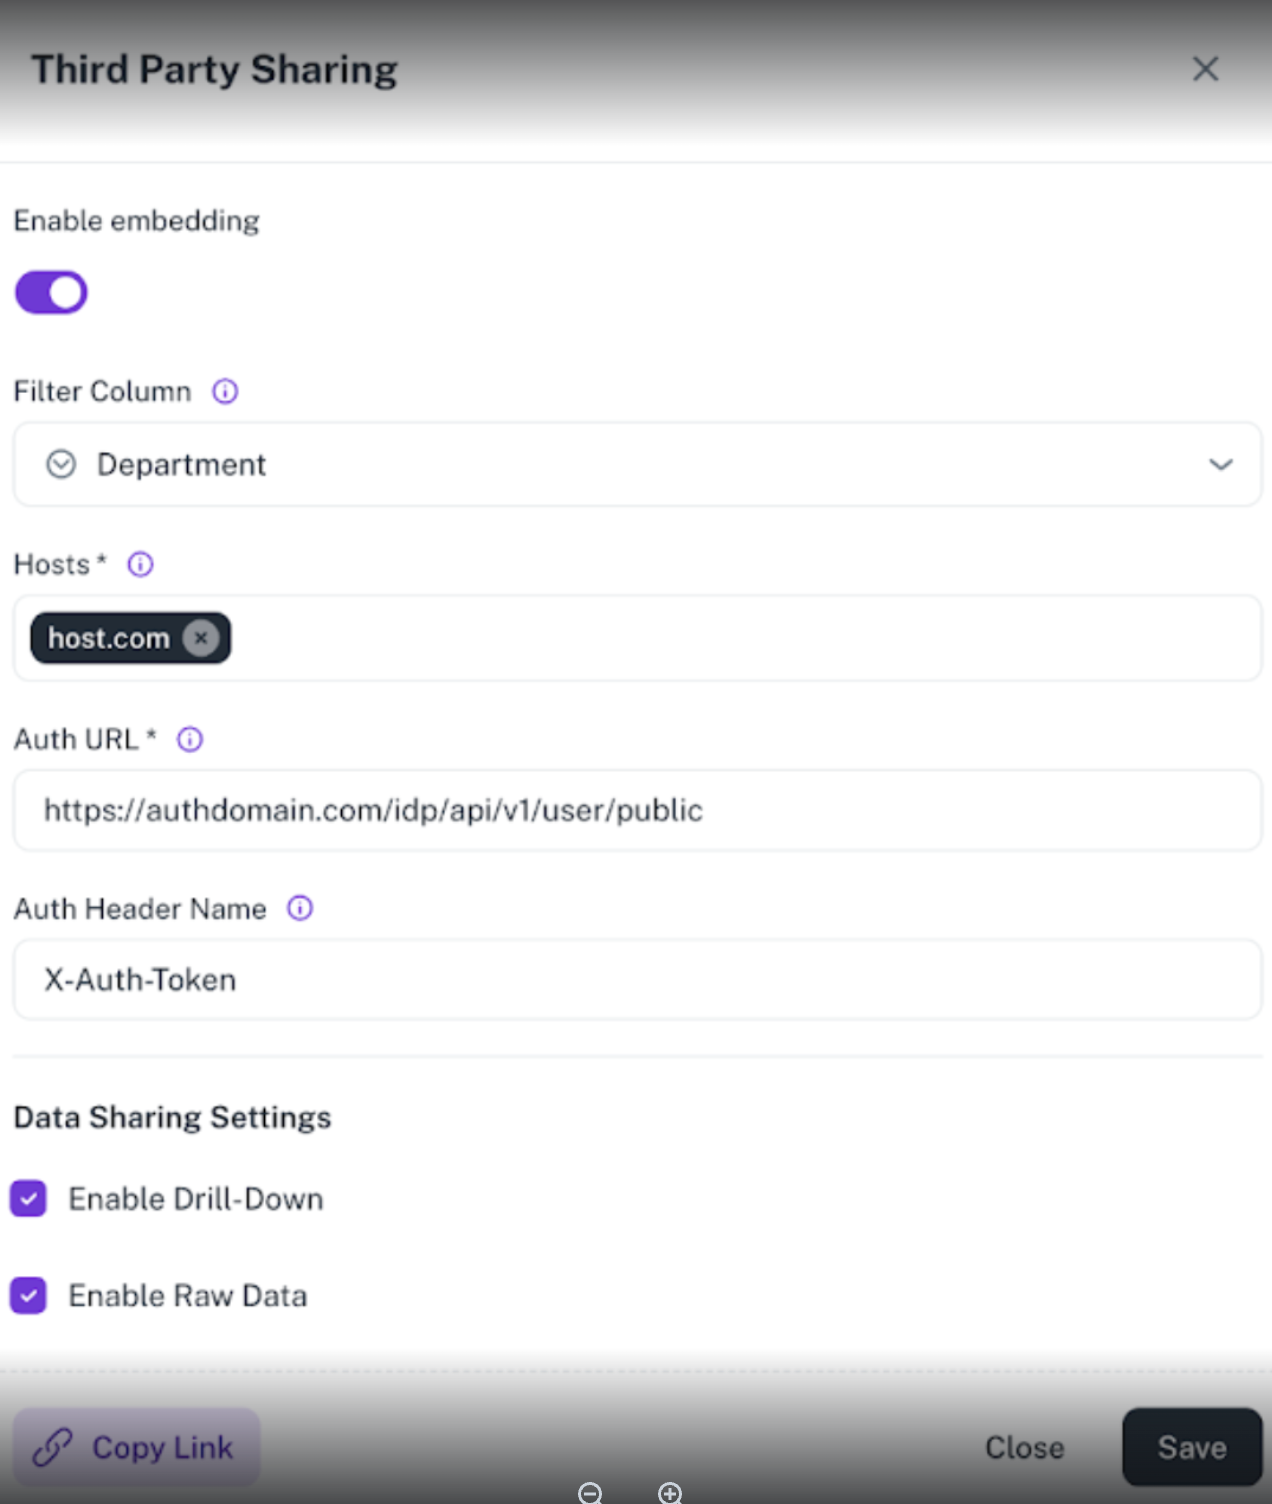 Third Party Sharing
Enable embedding
Filter Column
Department
Hosts *
host.com
Auth URL *
https://authdomain.com/idp/api/v1/user/public
Auth Header Name
X-Auth-Token
Data Sharing Settings
Enable Drill-Down
Enable Raw Data
Copy Link Close Save